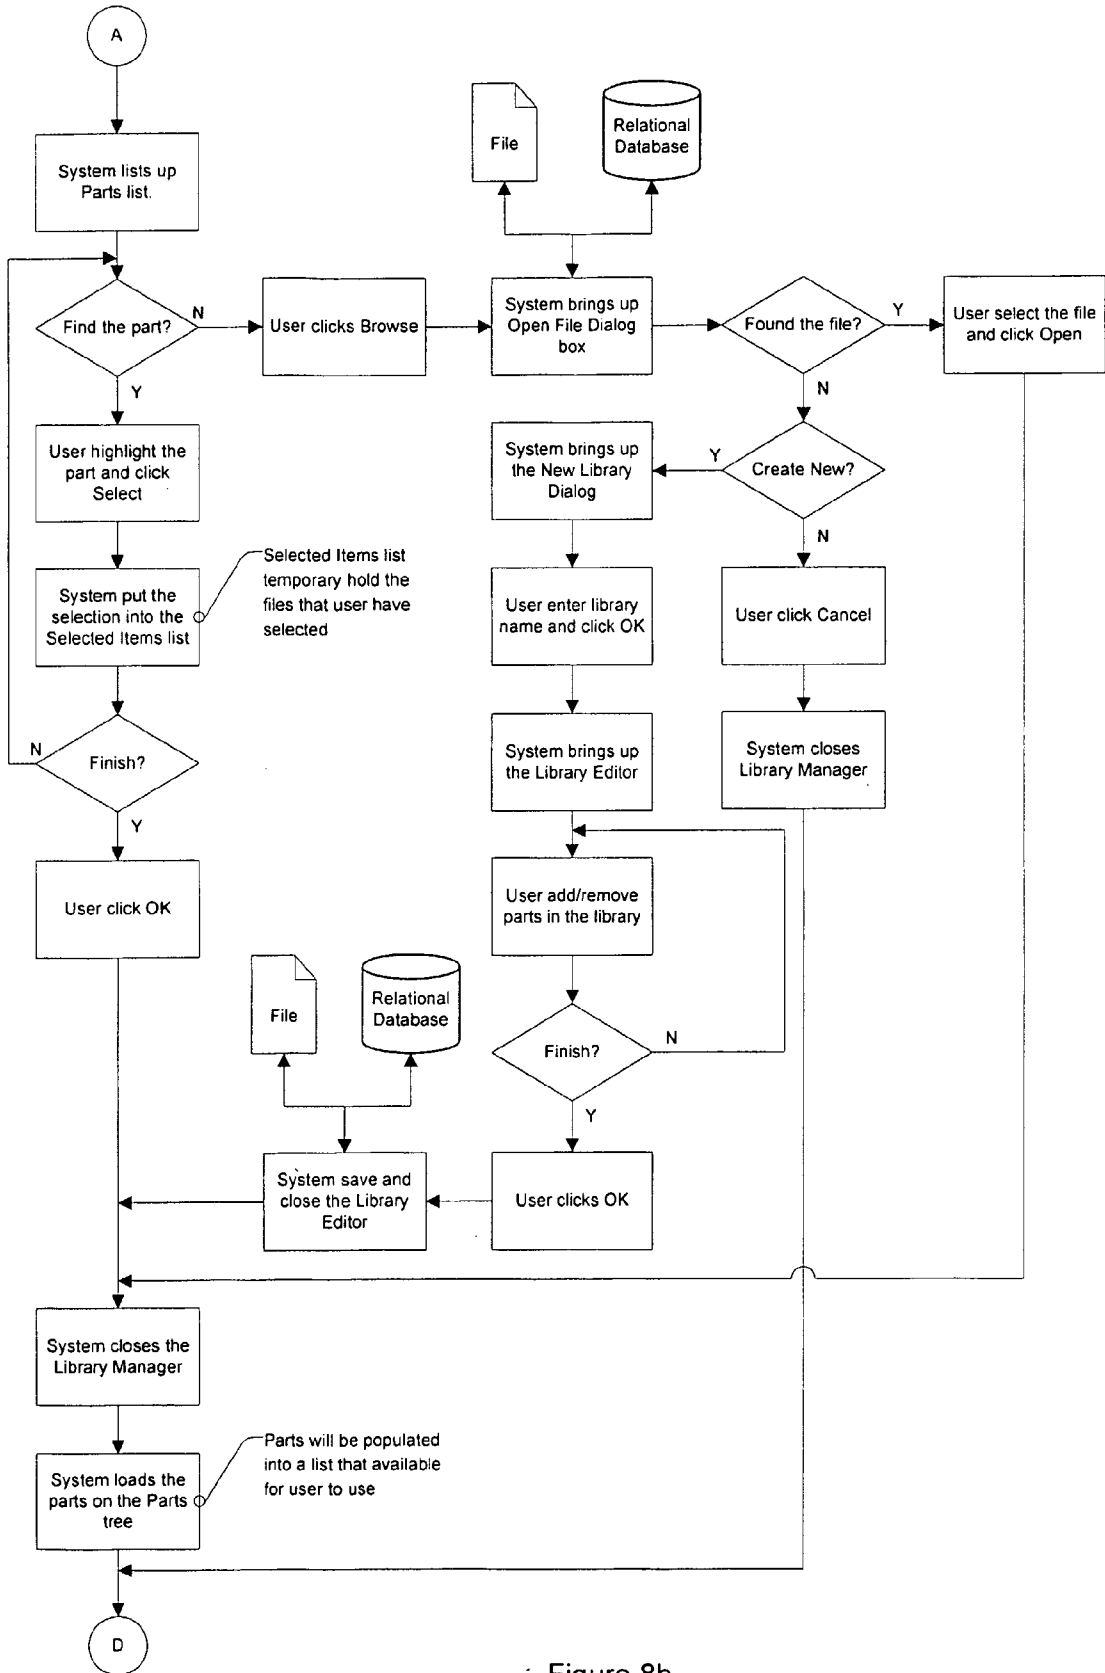 A
System lists up
Parts list.
File
Relational
Database
Find the part?
N
Y
User clicks Browse
System brings up
Open File Dialog
box
Found the file?
Y
N
User select the file
and click Open
User highlight the
part and click
Select
System brings up
the New Library
Dialog
Y
Create New?
N
System put the
selection into the
Selected Items list
Selected Items list
temporary hold the
files that user have
selected
User enter library
name and click OK
User click Cancel
N
Finish?
Y
System brings up
the Library Editor
System closes
Library Manager
User click OK
User add/remove
parts in the library
File
Relational
Database
Finish?
N
Y
System save and
close the Library
Editor
User clicks OK
System closes the
Library Manager
System loads the
parts on the Parts
tree
Parts will be populated
into a list that available
for user to use
D
Figure 8b